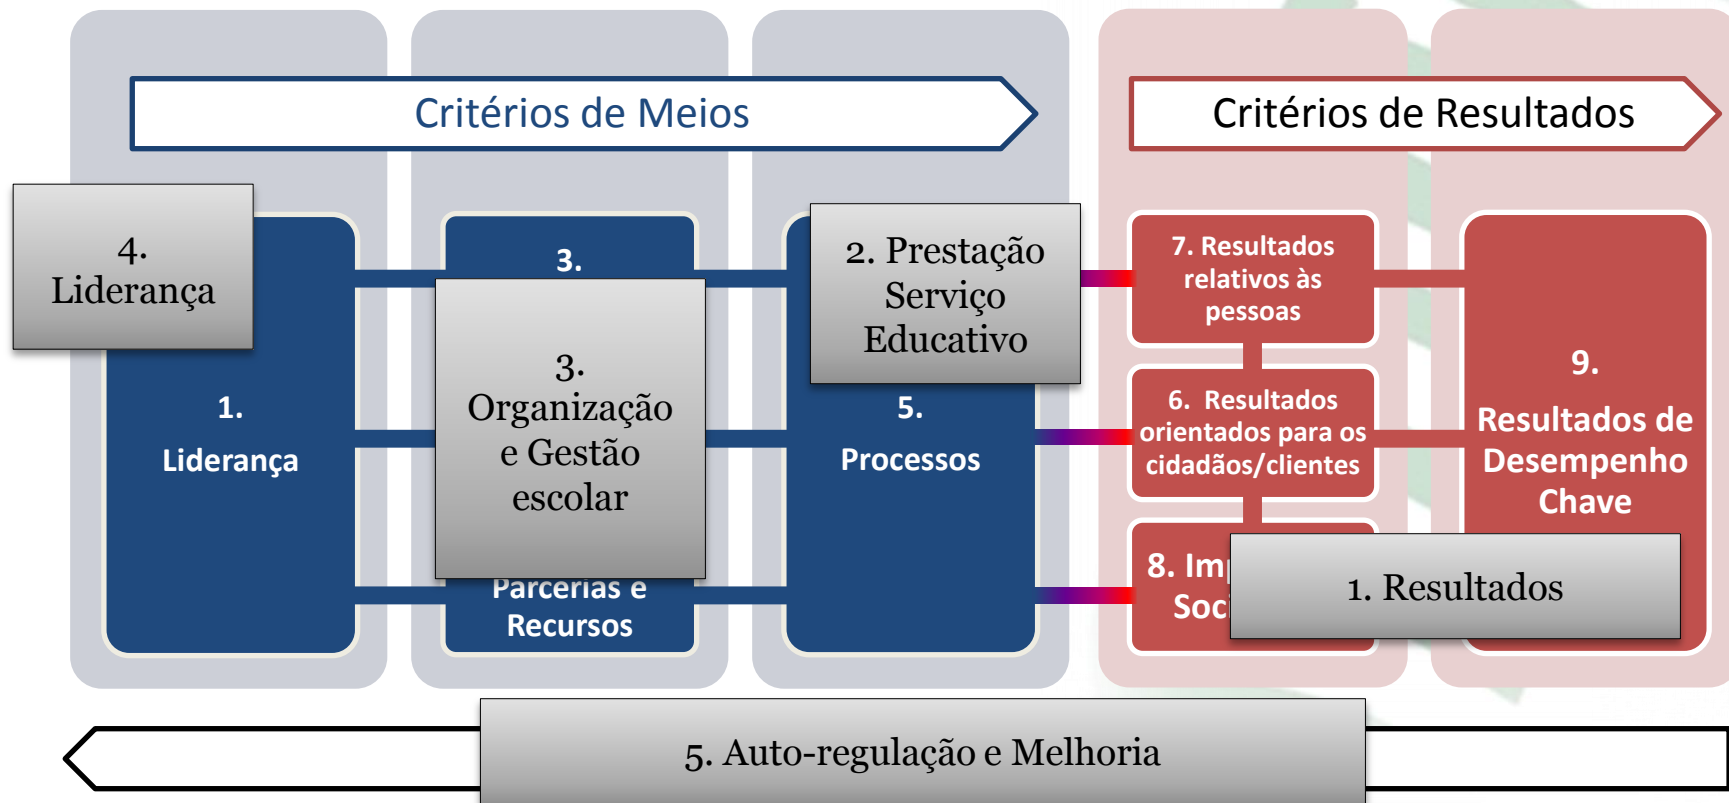 Critérios de Meios
Critérios de Resultados
4.
Liderança
1.
Liderança
3.
3.
Organização
e Gestão
escolar
Parcerias e
Recursos
2. Prestação
Serviço
Educativo
5.
Processos
7. Resultados
relativos às
pessoas
6. Resultados
orientados para os
cidadãos/clientes
8.
9.
Resultados de
Desempenho
Chave
1. Resultados
5. Auto-regulação e Melhoria